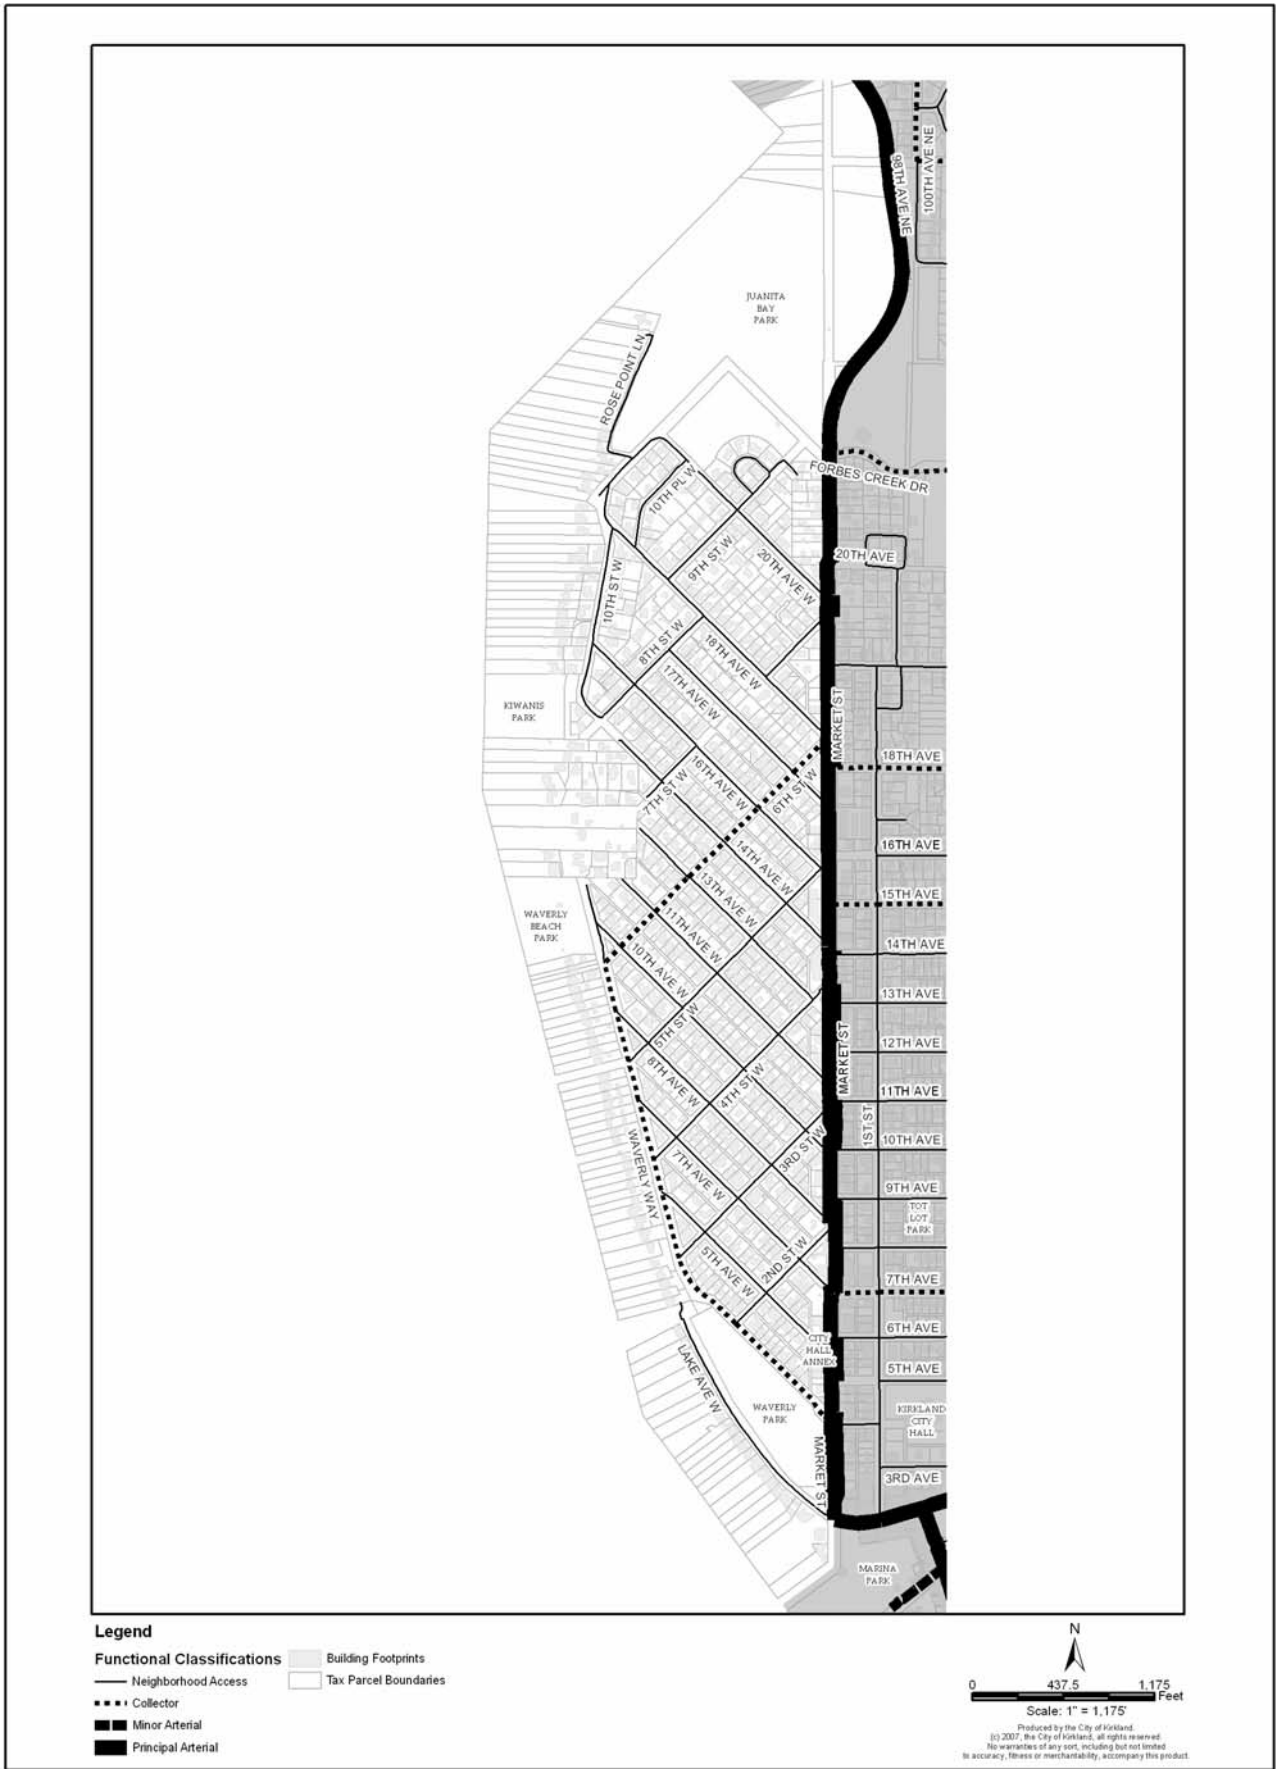 98TH AVE NE
100TH AVE NE
JUANITA
BAY
PARK
ROSE POINT LN
FORBES CREEK DR
10TH PL W
9TH ST W
20TH AVE W
20TH AVE
10TH ST W
8TH ST W
18TH AVE W
17TH AVE W
KIWANIS
PARK
MARKET ST
18TH AVE
16TH AVE W
7TH ST W
6TH ST W
14TH AVE W
16TH AVE
13TH AVE W
15TH AVE
WAVERLY
BEACH
PARK
11TH AVE W
14TH AVE
10TH AVE W
13TH AVE
5TH ST W
MARKET ST
12TH AVE
8TH AVE W
4TH ST W
11TH AVE
1ST ST
10TH AVE
3RD ST W
WAVERLY WAY
7TH AVE W
9TH AVE
TOT
LOT
PARK
5TH AVE W
2ND ST W
7TH AVE
6TH AVE
CITY
HALL
ANNEX
5TH AVE
LAKE AVE W
WAVERLY
PARK
KIRKLAND
CITY
HALL
MARKET ST
3RD AVE
MARINA
PARK
Legend
Functional Classifications
Neighborhood Access
Collector
Minor Arterial
Principal Arterial
Building Footprints
Tax Parcel Boundaries
N
0 437.5 1,175
Feet
Scale: 1" = 1,175'
Produced by the City of Kirkland.
(c) 2007, the City of Kirkland, all rights reserved.
No warranties of any sort, including but not limited
to accuracy, fitness or merchantability, accompany this product.